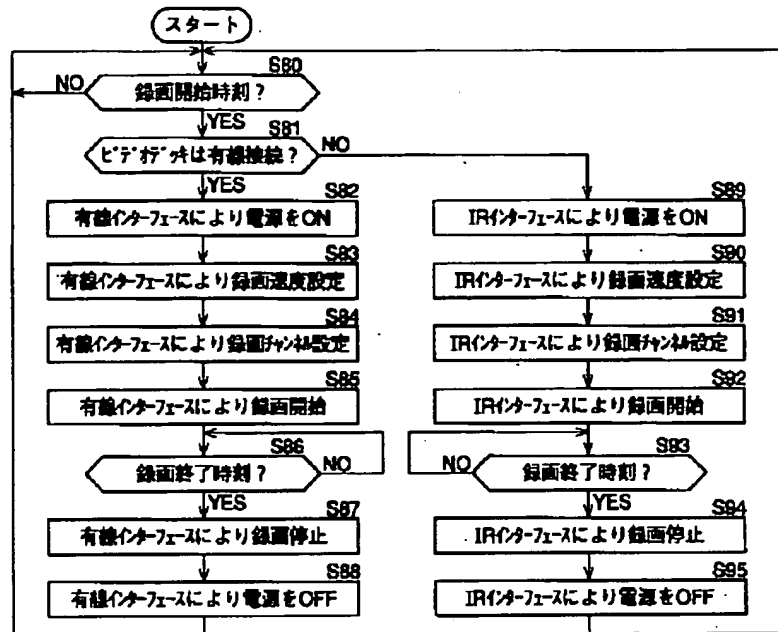 スタート
S80
録画開始時刻?
NO
YES
S81
ビデオデッキは有線接続?
NO
YES
S82
有線インターフェースにより電源をON
S83
有線インターフェースにより録画速度設定
S84
有線インターフェースにより録画チャンネル設定
S85
有線インターフェースにより録画開始
S86
録画終了時刻?
NO
YES
S87
有線インターフェースにより録画停止
S88
有線インターフェースにより電源をOFF
S89
IRインターフェースにより電源をON
S90
IRインターフェースにより録画速度設定
S91
IRインターフェースにより録画チャンネル設定
S92
IRインターフェースにより録画開始
S93
録画終了時刻?
NO
YES
S94
IRインターフェースにより録画停止
S95
IRインターフェースにより電源をOFF